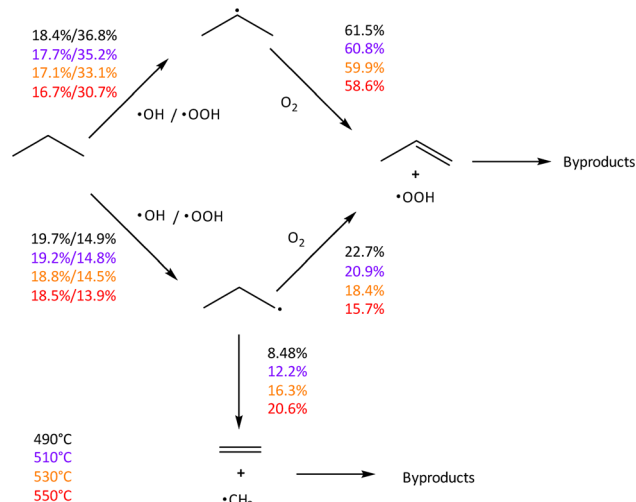 18.4%/36.8%
17.7%/35.2%
17.1%/33.1%
16.7%/30.7%
61.5%
60.8%
59.9%
58.6%
•OH / •OOH
O2
+
•OOH
Byproducts
•OH / •OOH
O2
19.7%/14.9%
19.2%/14.8%
18.8%/14.5%
18.5%/13.9%
22.7%
20.9%
18.4%
15.7%
8.48%
12.2%
16.3%
20.6%
490°C
510°C
530°C
550°C
+
Byproducts